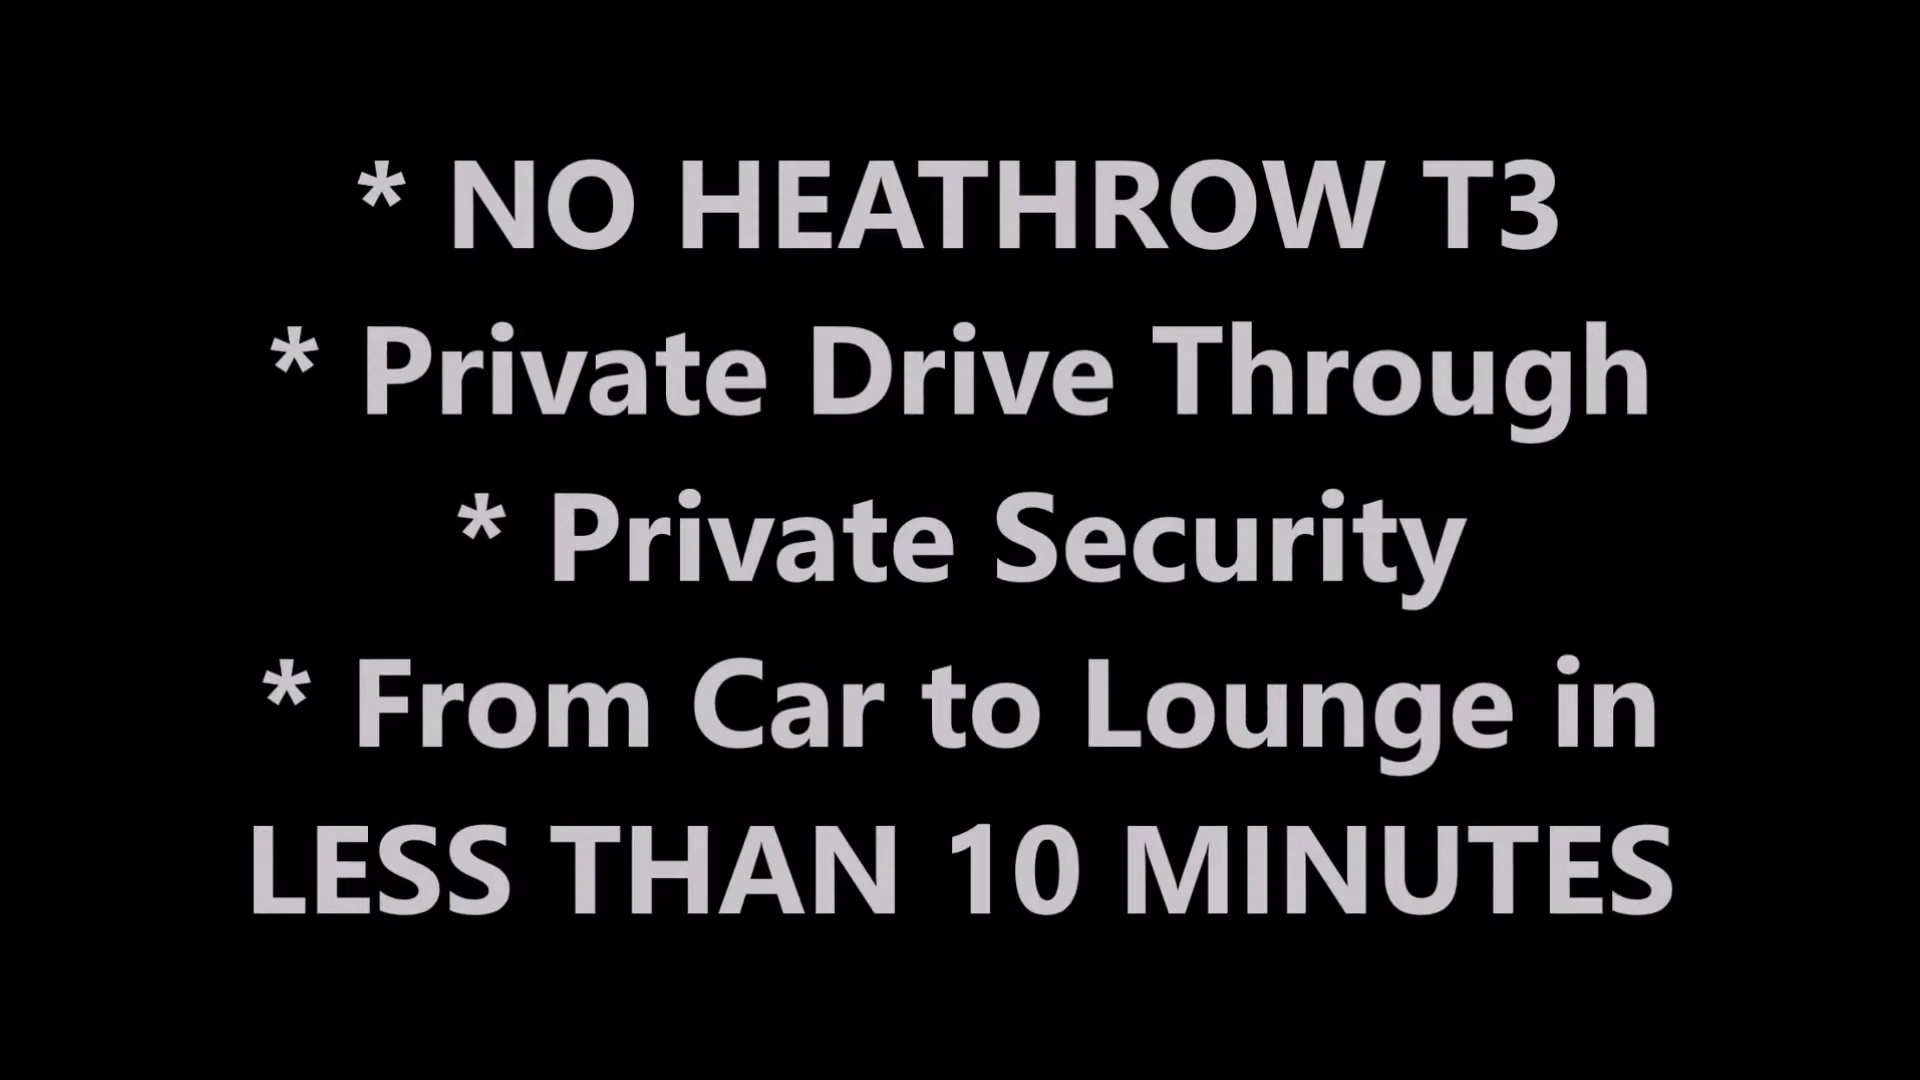 * NO HEATHROW T3
* Private Drive Through
* Private Security
* From Car to Lounge in
LESS THAN 10 MINUTES